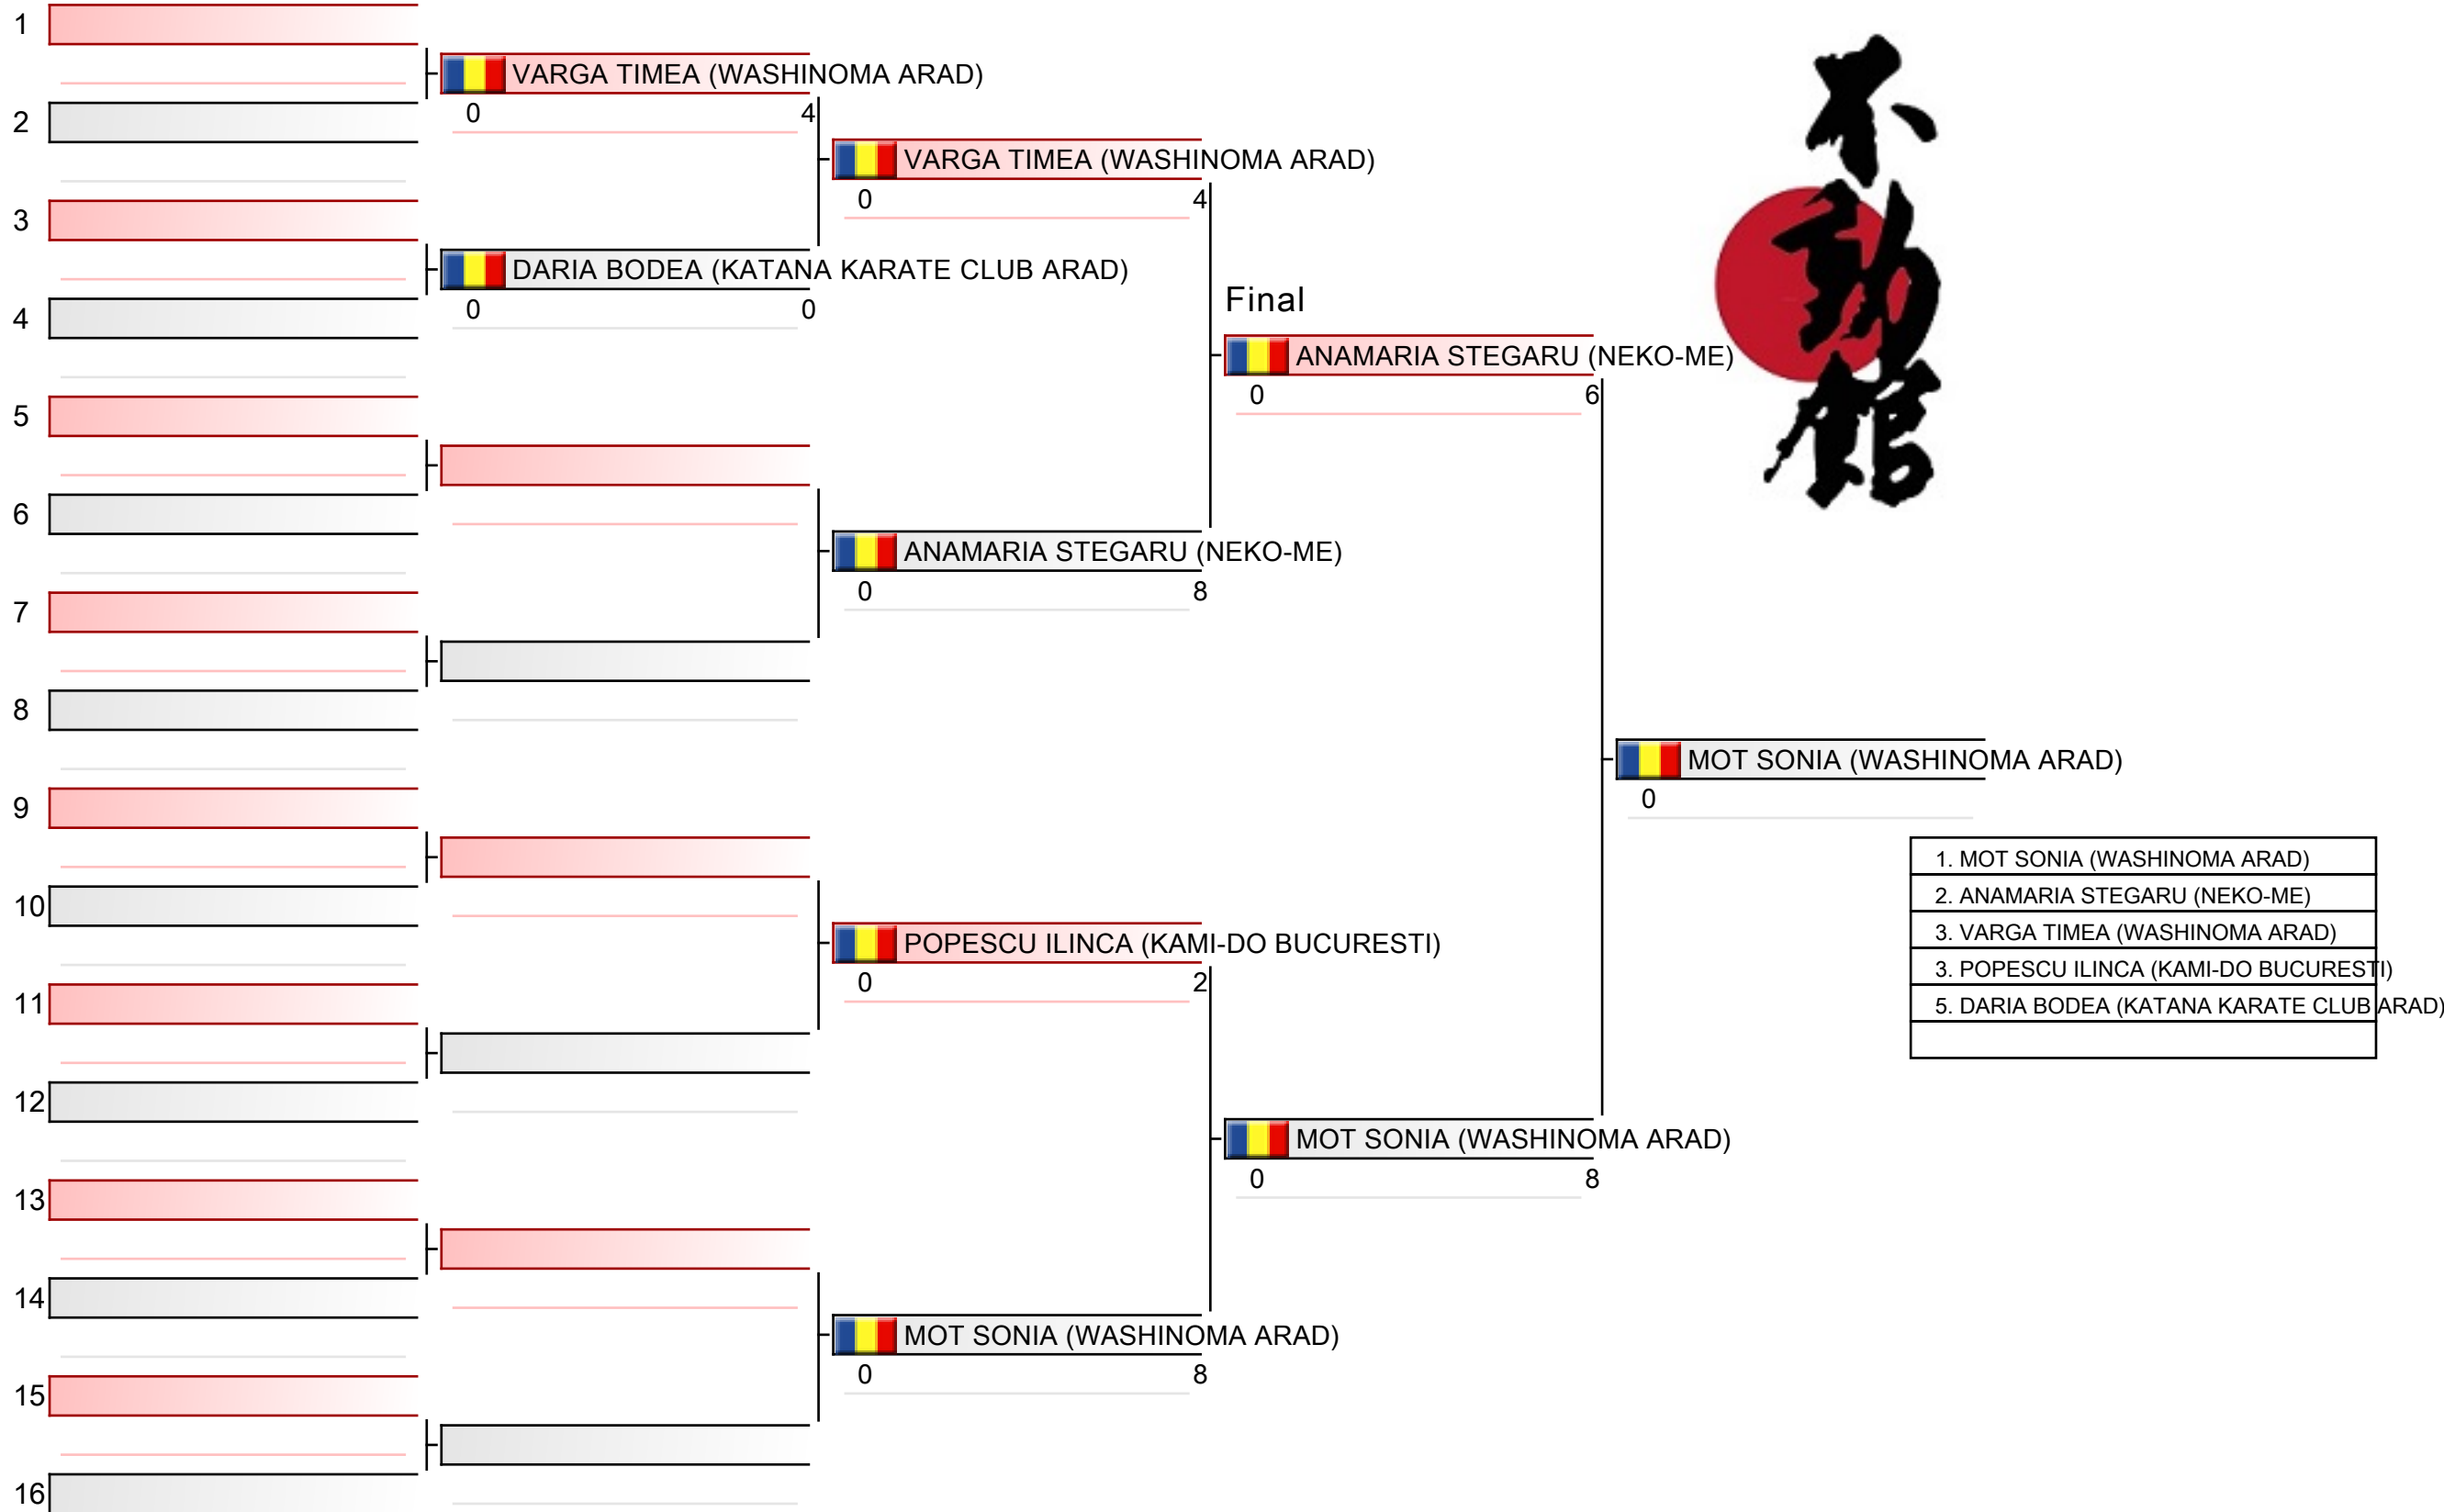 1
VARGA TIMEA (WASHINOMA ARAD)
0 4
2
VARGA TIMEA (WASHINOMA ARAD)
0 4
3
DARIA BODEA (KATANA KARATE CLUB ARAD)
0 0
4
Final
ANAMARIA STEGARU (NEKO-ME)
0 6
5
6
ANAMARIA STEGARU (NEKO-ME)
0 8
7
8
MOT SONIA (WASHINOMA ARAD)
0
9
10
POPESCU ILINCA (KAMI-DO BUCURESTI)
0 2
11
12
MOT SONIA (WASHINOMA ARAD)
0 8
13
14
MOT SONIA (WASHINOMA ARAD)
0 8
15
16
1. MOT SONIA (WASHINOMA ARAD)
2. ANAMARIA STEGARU (NEKO-ME)
3. VARGA TIMEA (WASHINOMA ARAD)
3. POPESCU ILINCA (KAMI-DO BUCURESTI)
5. DARIA BODEA (KATANA KARATE CLUB ARAD)
不動館